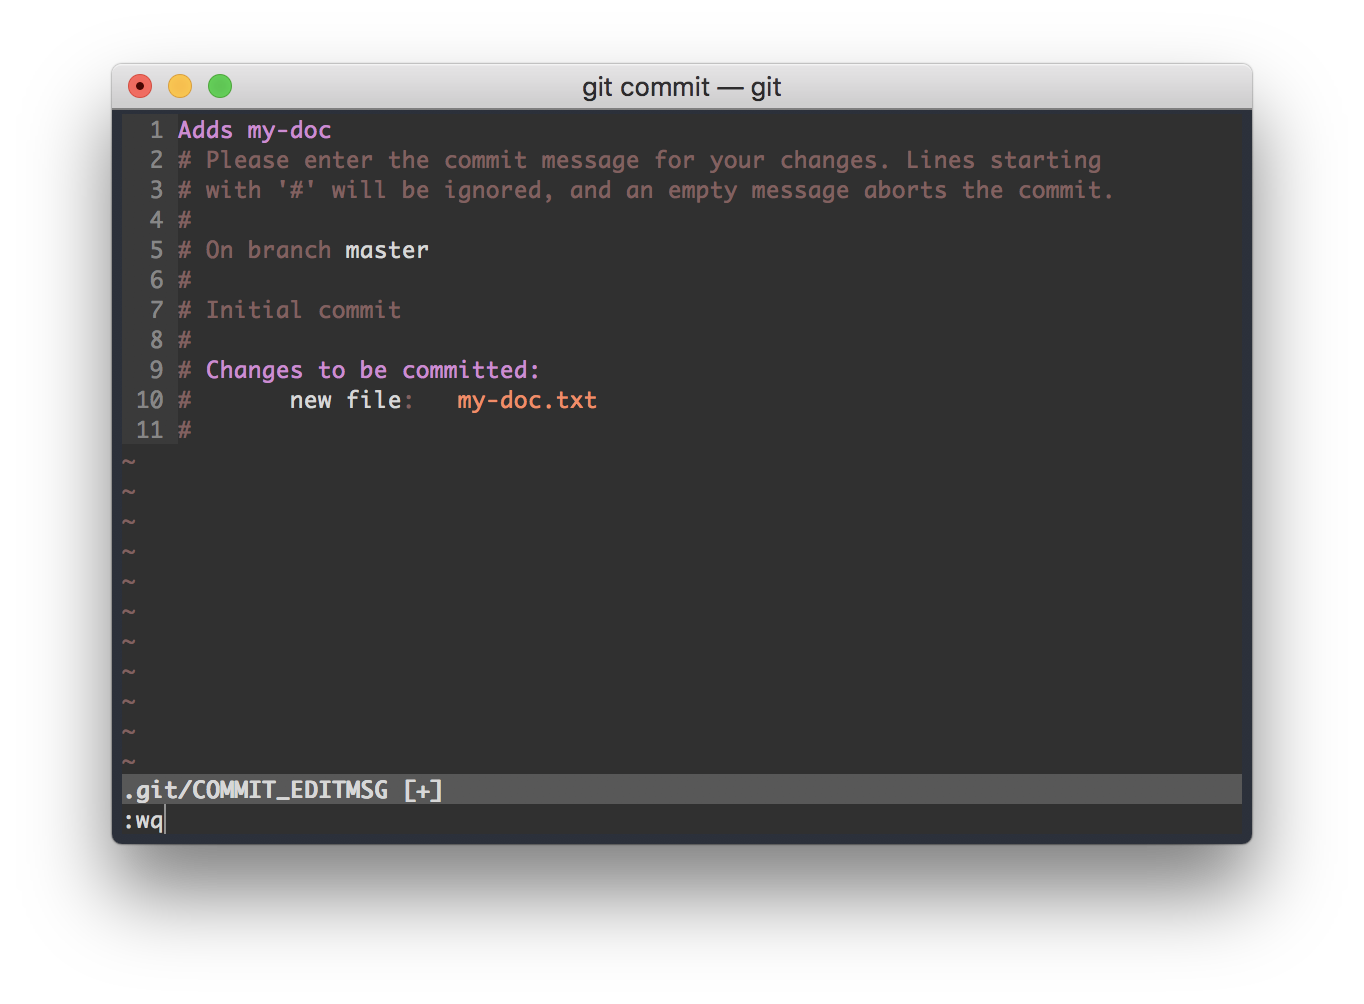 git commit — git
1 Adds my-doc
2 # Please enter the commit message for your changes. Lines starting
3 # with '#' will be ignored, and an empty message aborts the commit.
4 #
5 # On branch master
6 #
7 # Initial commit
8 #
9 # Changes to be committed:
10 #       new file:   my-doc.txt
11 #
~
~
~
~
~
~
~
~
~
~
~
.git/COMMIT_EDITMSG [+]
:wq